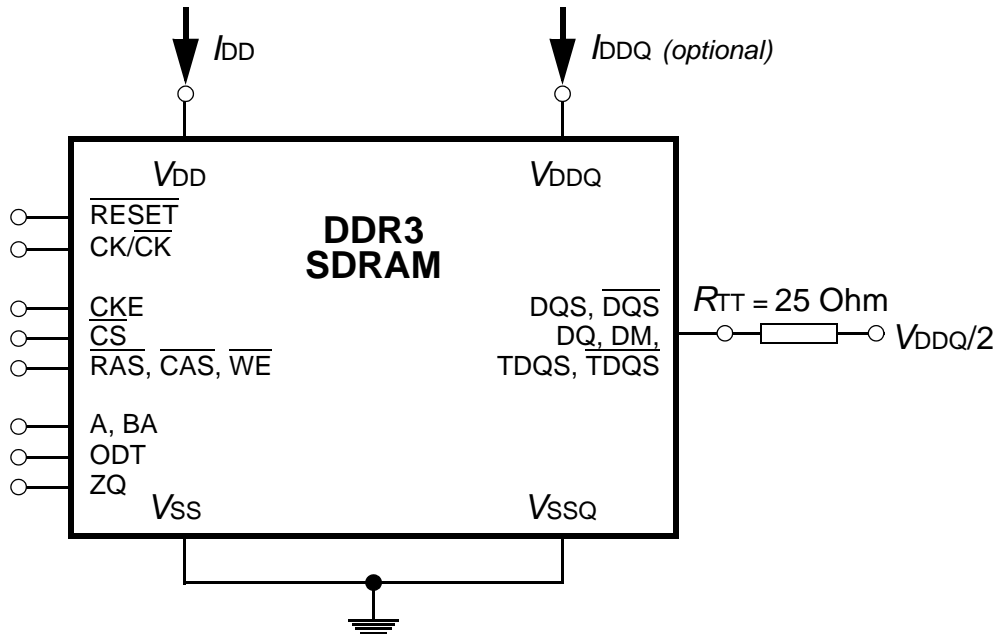 IDD
IDDQ (optional)
VDD
VDDQ
RESET
CK/CK
DDR3
SDRAM
CKE
CS
RAS, CAS, WE
DQS, DQS
DQ, DM,
TDQS, TDQS
RTT = 25 Ohm
VDDQ/2
A, BA
ODT
ZQ
VSS
VSSQ